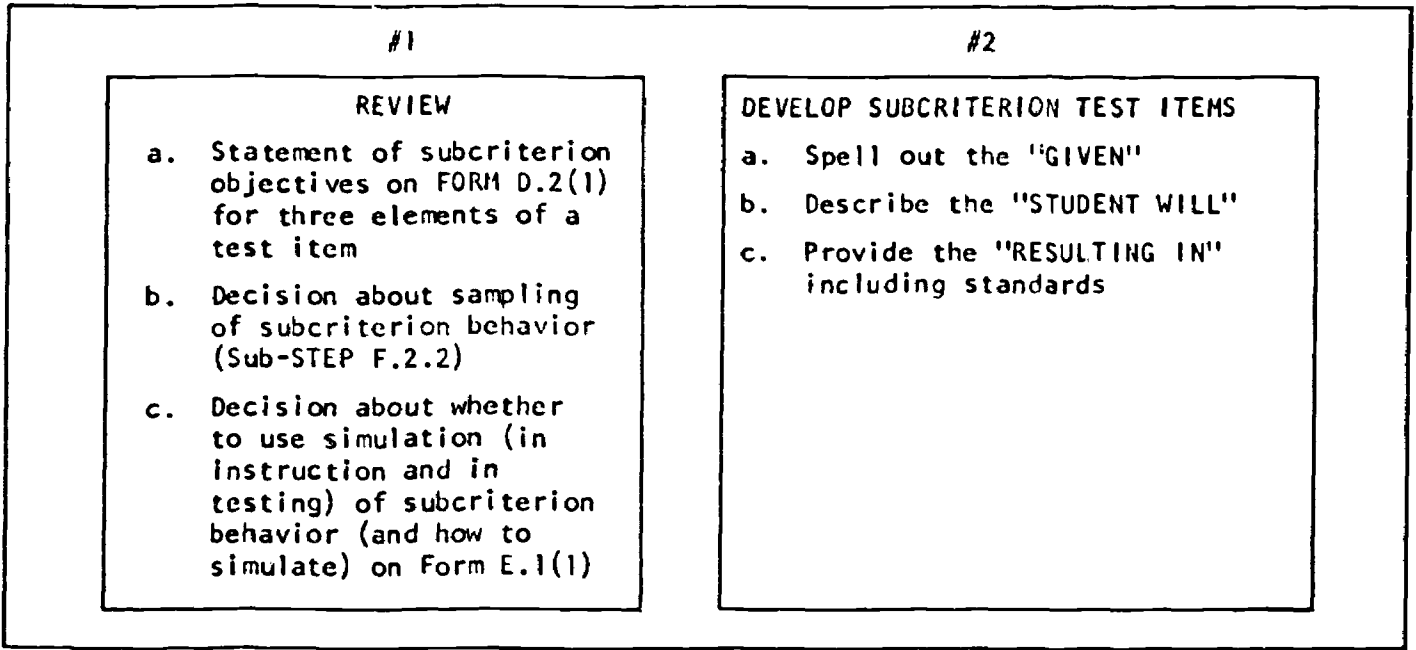 #1
REVIEW
a. Statement of subcriterion
objectives on FORM D.2(1)
for three elements of a
test item
b. Decision about sampling
of subcriterion behavior
(Sub-STEP F.2.2)
c. Decision about whether
to use simulation (in
instruction and in
testing) of subcriterion
behavior (and how to
simulate) on Form E.1(1)
#2
DEVELOP SUBCRITERION TEST ITEMS
a. Spell out the "GIVEN"
b. Describe the "STUDENT WILL"
c. Provide the "RESULTING IN"
including standards